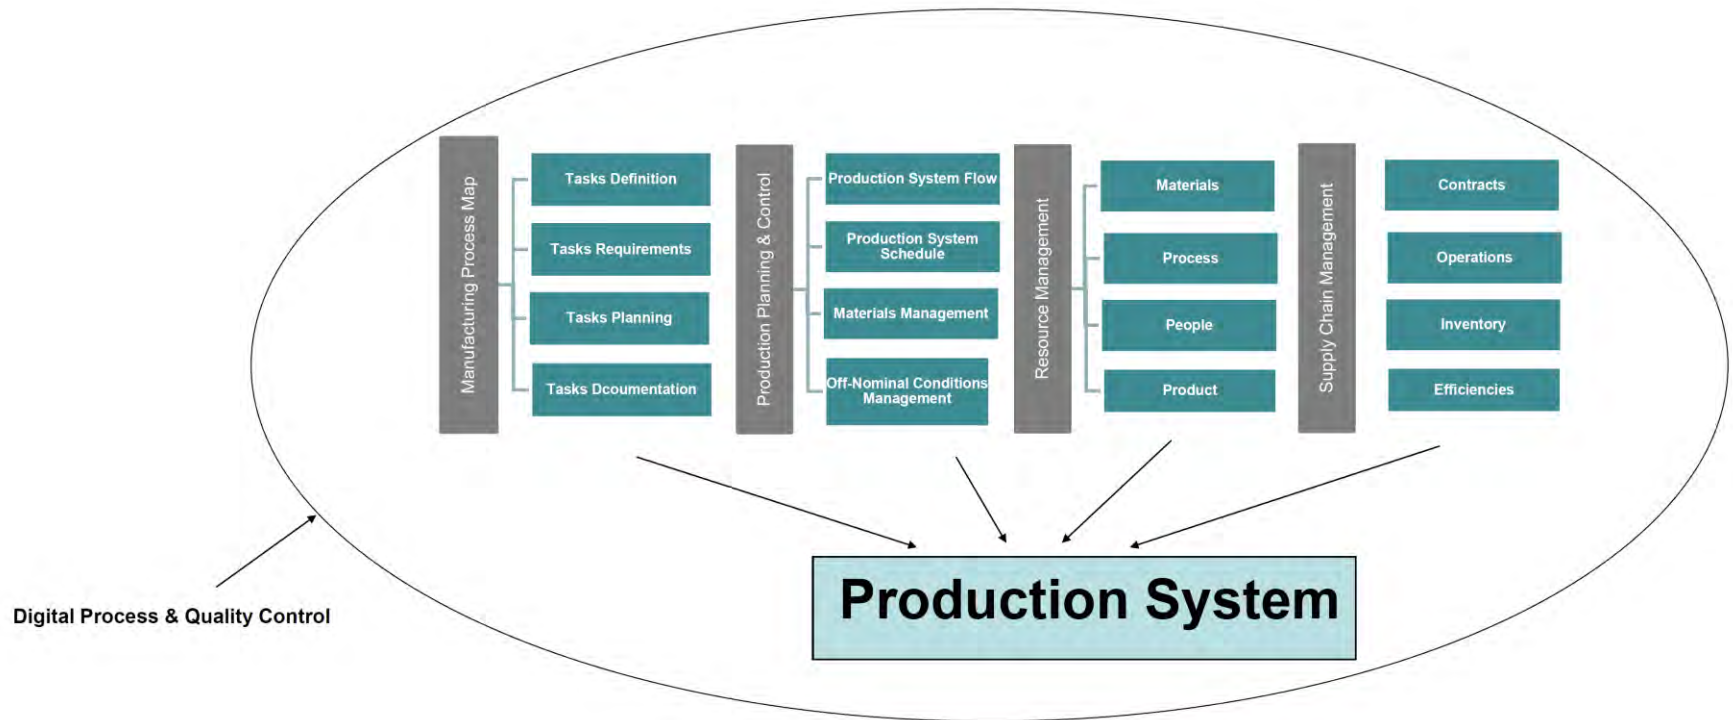 Manufacturing Process Map
Tasks Definition
Tasks Requirements
Tasks Planning
Tasks Dcoumentation
Production Planning & Control
Production System Flow
Production System
Schedule
Materials Management
Off-Nominal Conditions
Management
Resource Management
Materials
Process
People
Product
Supply Chain Management
Contracts
Operations
Inventory
Efficiencies
Production System
Digital Process & Quality Control